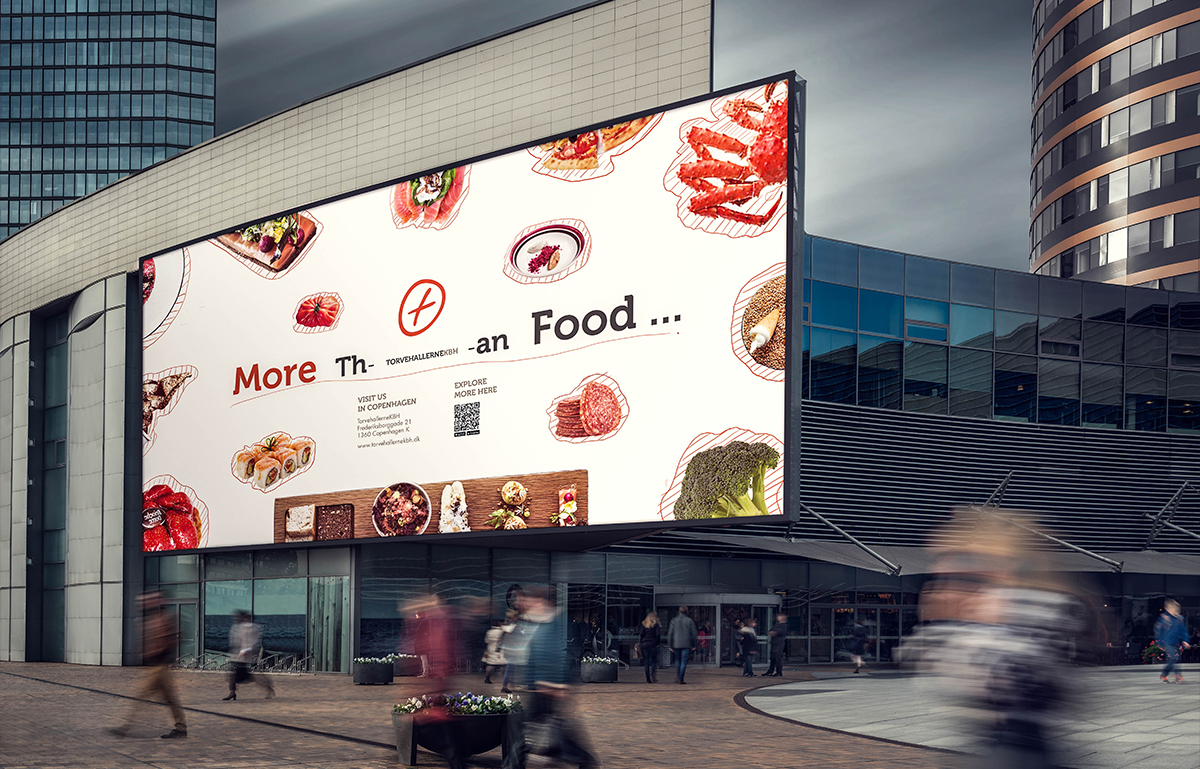 More Th- TORVEHALLERNEKBH -an Food ...
VISIT US
IN COPENHAGEN
TorvehallerneKBH
Frederiksborggade 21
1360 Copenhagen K
www.torvehallernekbh.dk
EXPLORE
MORE HERE